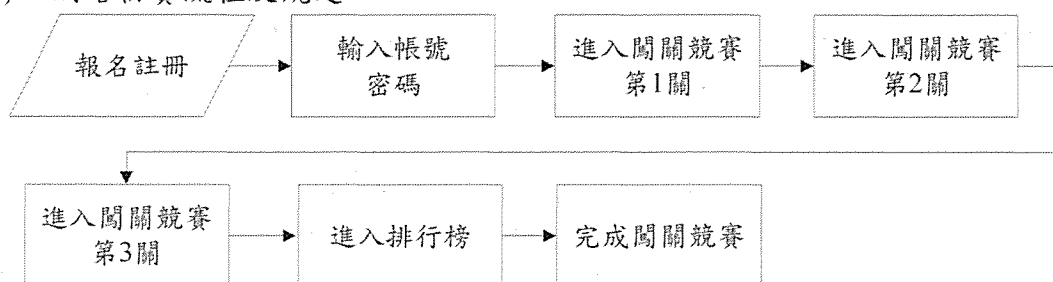 報名註冊
輸入帳號
密碼
進入闖關競賽
第1關
進入闖關競賽
第2關
進入闖關競賽
第3關
進入排行榜
完成闖關競賽